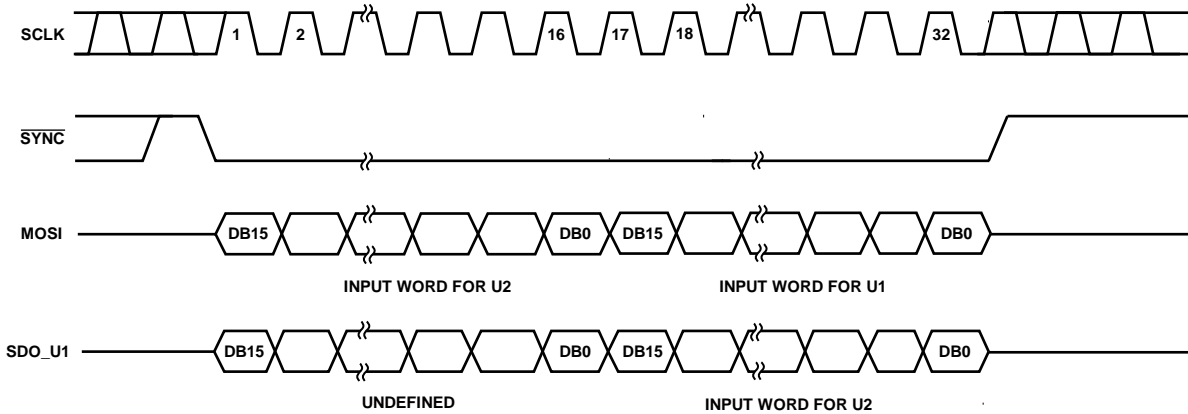 SCLK 1 2 16 17 18 32
SYNC
MOSI DB15 DB0 DB15 DB0
INPUT WORD FOR U2 INPUT WORD FOR U1
SDO_U1 DB15 DB0 DB15 DB0
UNDEFINED INPUT WORD FOR U2